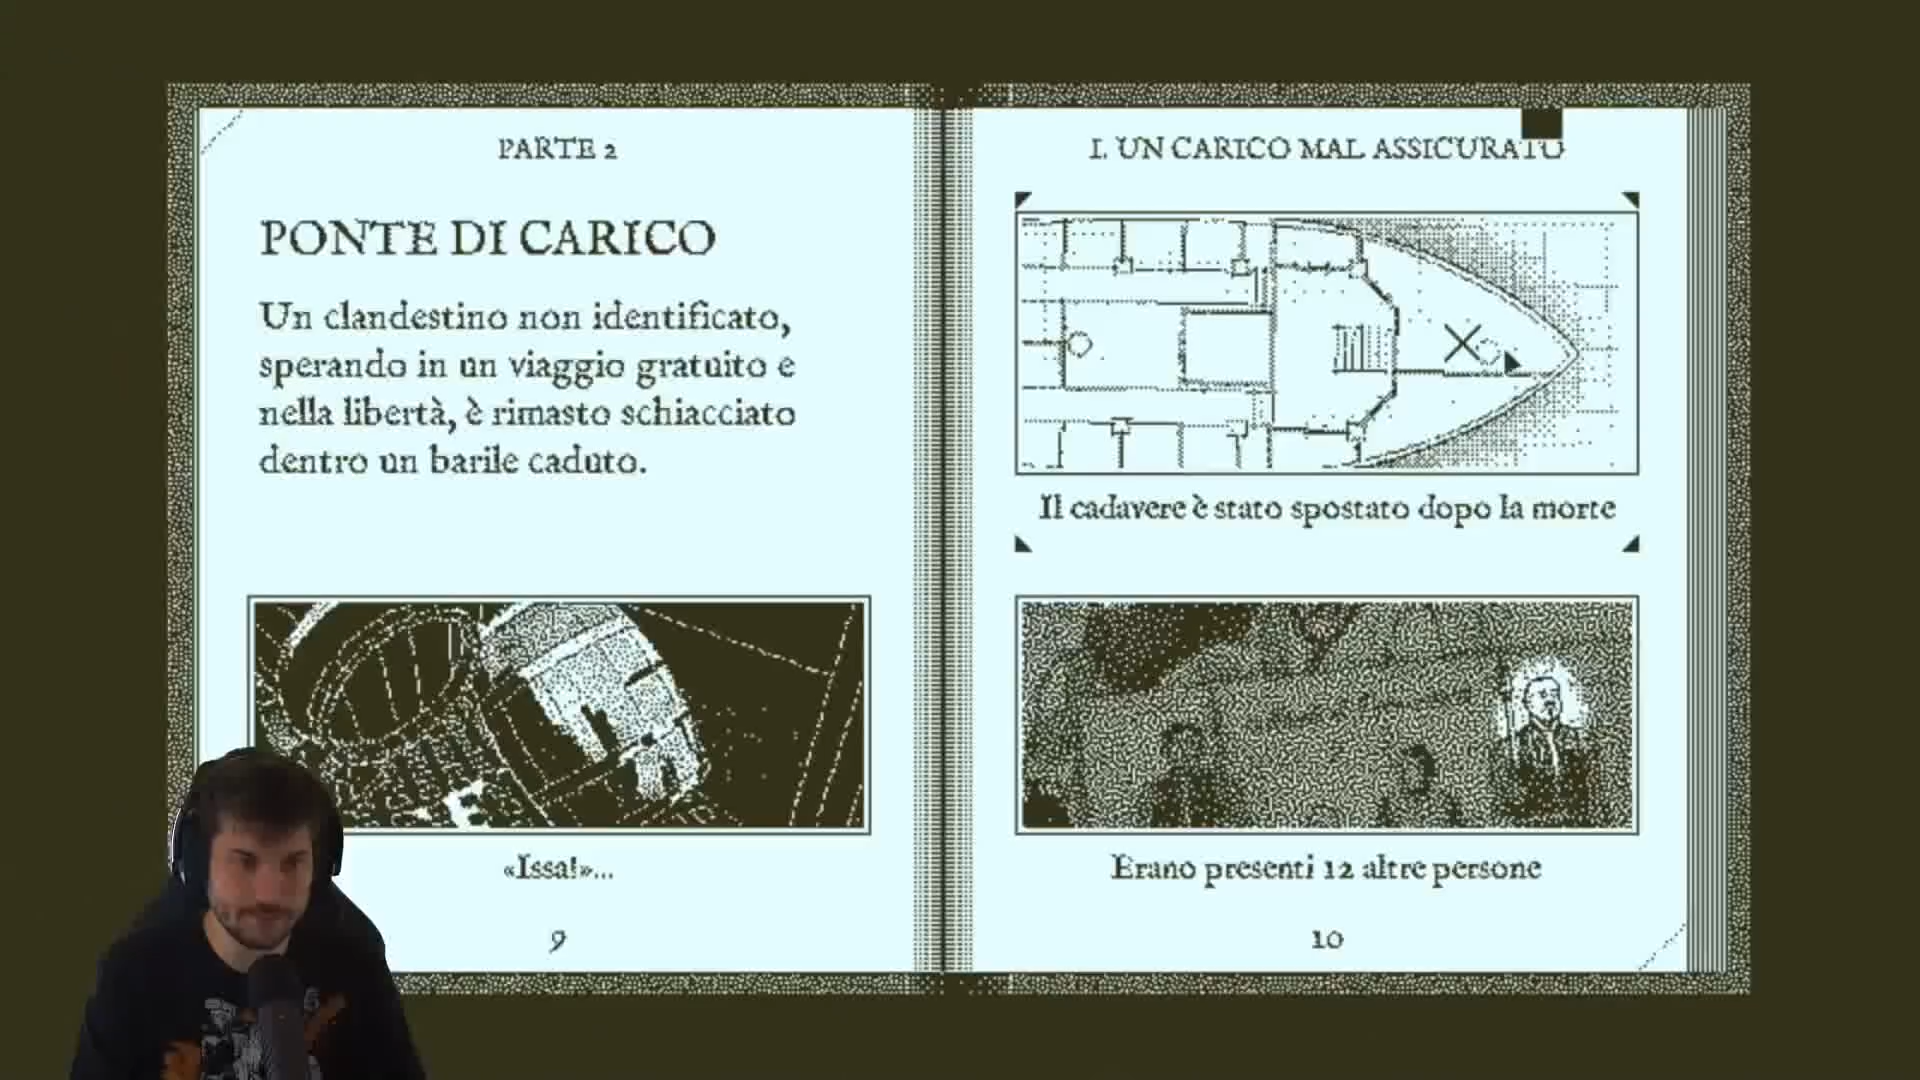 PARTE 2
PONTE DI CARICO
Un clandestino non identificato,
sperando in un viaggio gratuito e
nella libertà, è rimasto schiacciato
dentro un barile caduto.
«Issa!»...
9
I. UN CARICO MAL ASSICURATO
Il cadavere è stato spostato dopo la morte
Erano presenti 12 altre persone
10